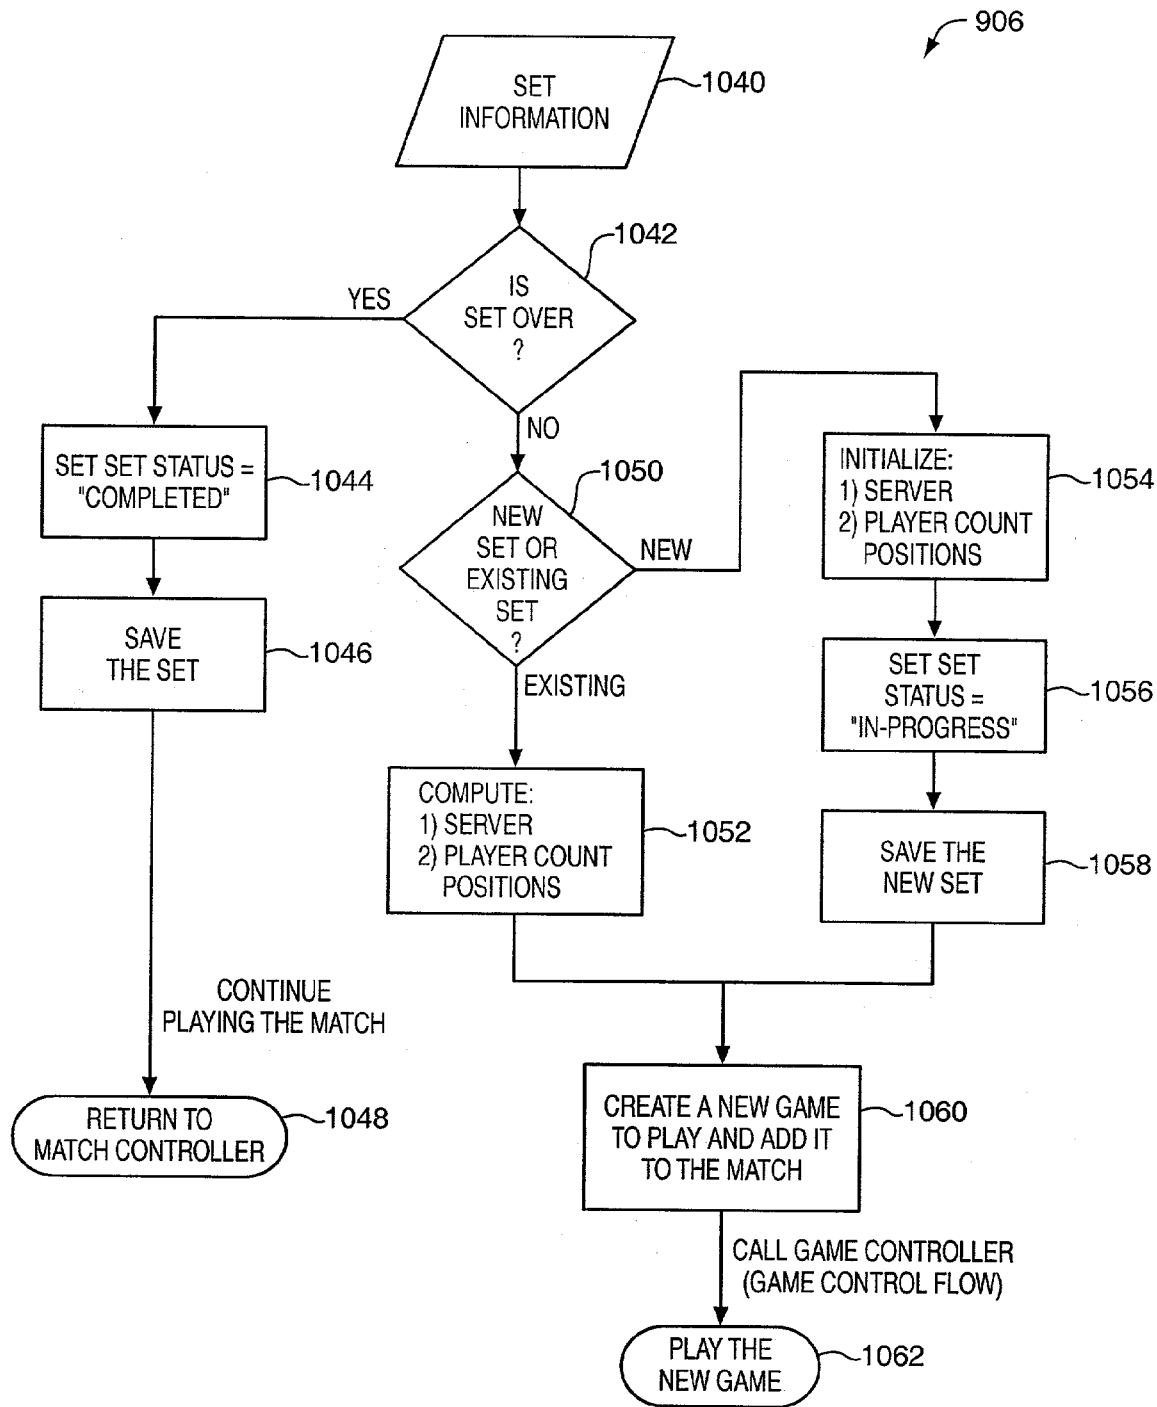 906
SET
INFORMATION
1040
IS
SET OVER
?
1042
YES
NO
SET SET STATUS =
"COMPLETED"
1044
SAVE
THE SET
1046
CONTINUE
PLAYING THE MATCH
RETURN TO
MATCH CONTROLLER
1048
NEW
SET OR
EXISTING
SET
?
1050
NEW
EXISTING
COMPUTE:
1) SERVER
2) PLAYER COUNT
POSITIONS
1052
INITIALIZE:
1) SERVER
2) PLAYER COUNT
POSITIONS
1054
SET SET
STATUS =
"IN-PROGRESS"
1056
SAVE THE
NEW SET
1058
CREATE A NEW GAME
TO PLAY AND ADD IT
TO THE MATCH
1060
CALL GAME CONTROLLER
(GAME CONTROL FLOW)
PLAY THE
NEW GAME
1062